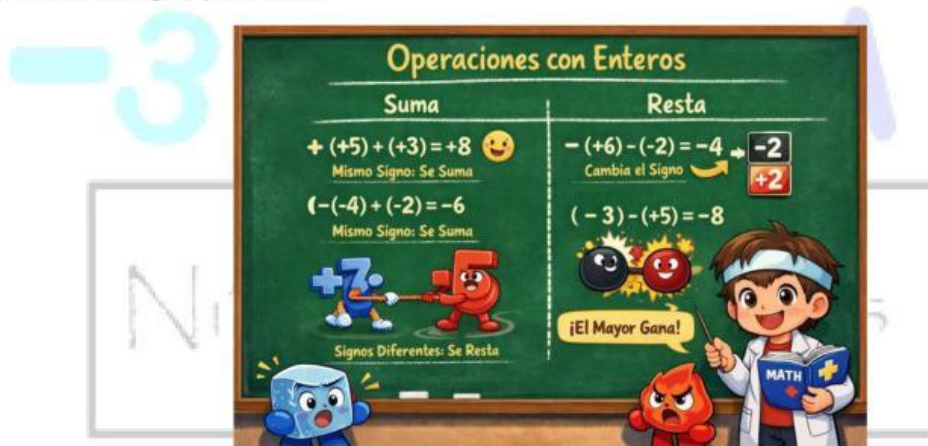 -3
Operaciones con Enteros
Suma
+ (+5) + (+3) = +8
Mismo Signo: Se Suma
(-(-4) + (-2) = -6
Mismo Signo: Se Suma
+7
-5
Signos Diferentes: Se Resta
Resta
- (+6) - (-2) = -4 → -2
+2
Cambia el Signo
( - 3) - (+5) = -8
¡El Mayor Gana!
MATH